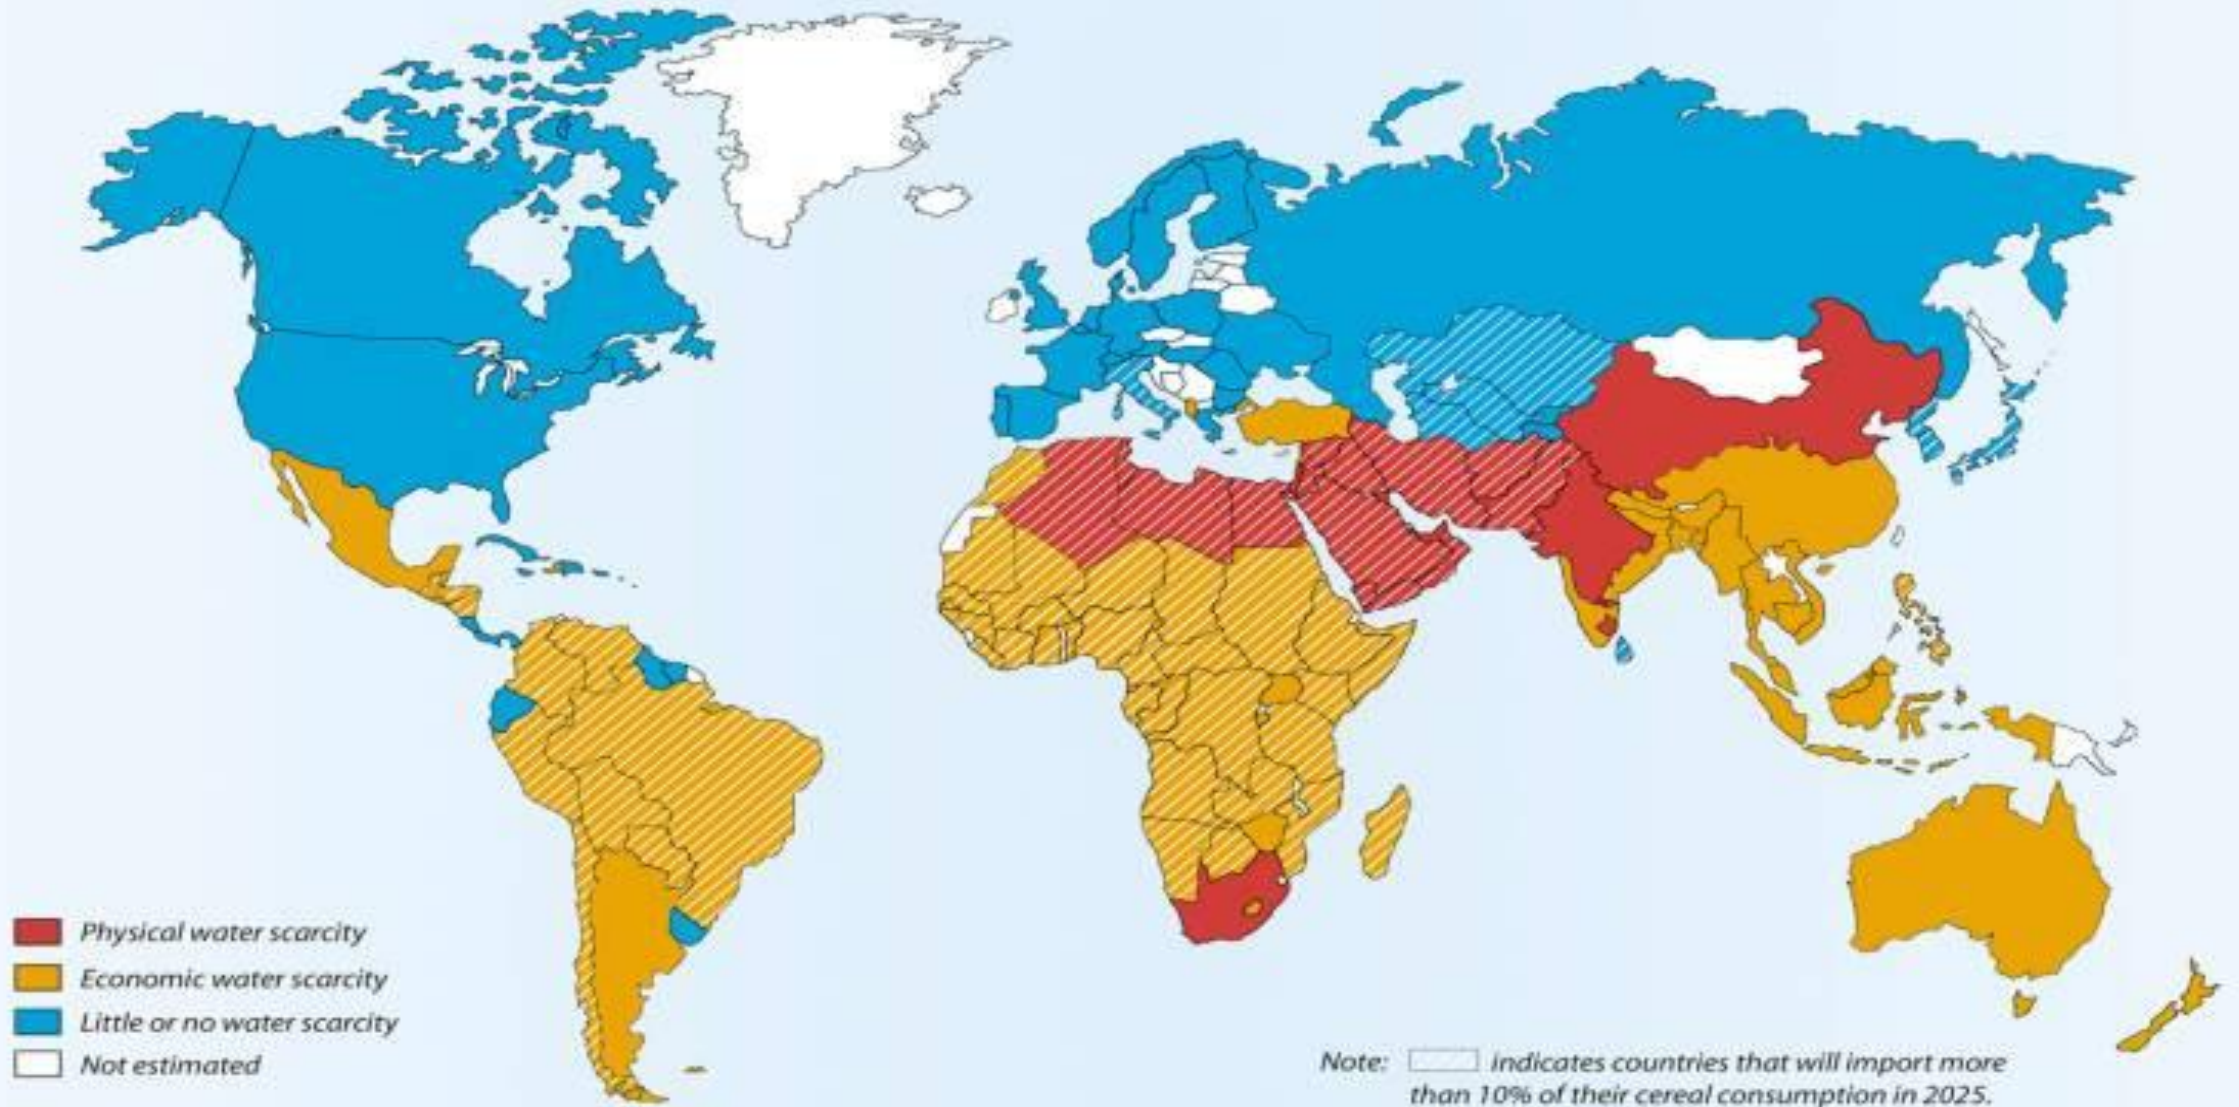 Physical water scarcity
Economic water scarcity
Little or no water scarcity
Not estimated
Note: indicates countries that will import more
than 10% of their cereal consumption in 2025.